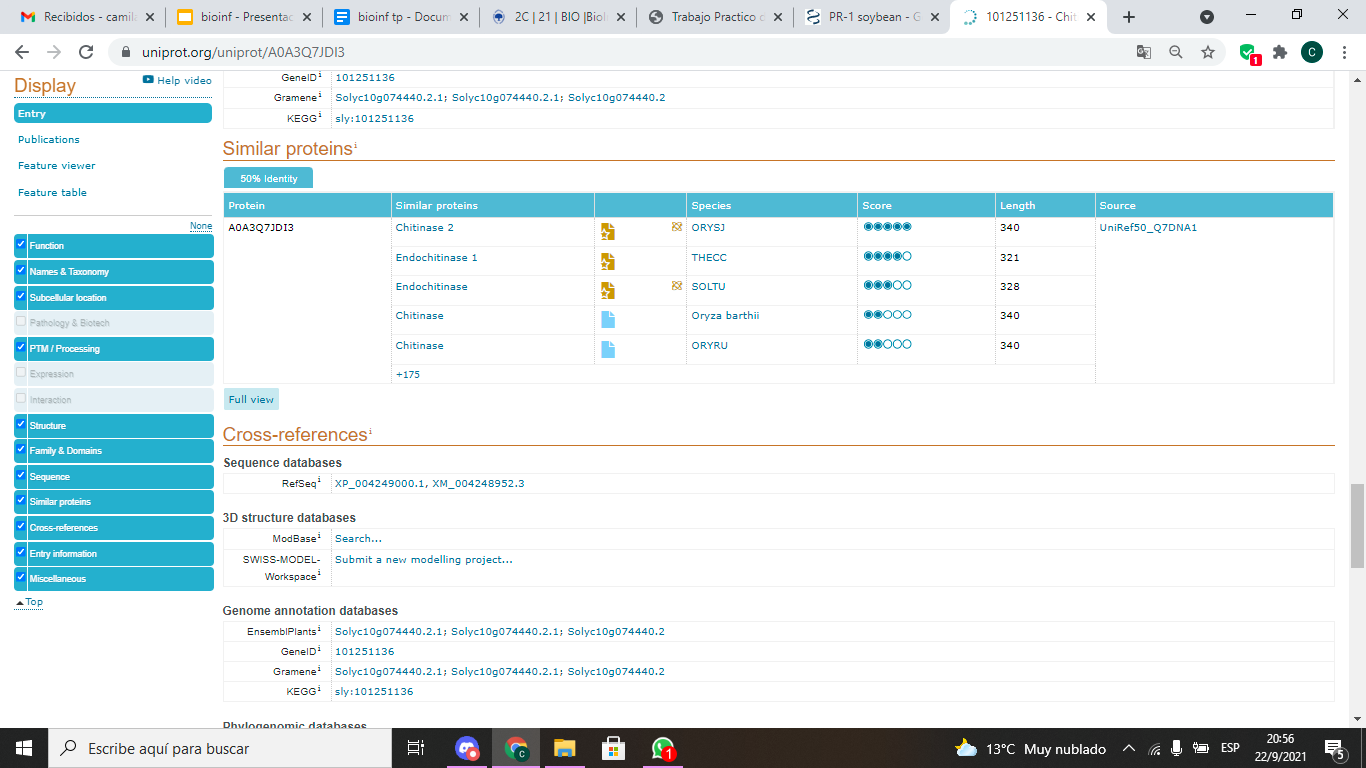 Recibidos - camila
bioinf - Presentac
bioinf tp - Docum
2C | 21 | BIO |Biol
Trabajo Practico
PR-1 soybean - G
101251136 - Chit
uniprot.org/uniprot/A0A3Q7JDI3
C
1
Display
Help video
Entry
Publications
Feature viewer
Feature table
None
Function
Names & Taxonomy
Subcellular location
Pathology & Biotech
PTM / Processing
Expression
Interaction
Structure
Family & Domains
Sequence
Similar proteins
Cross-references
Entry information
Miscellaneous
Top
GeneID i 101251136
Gramene i Solyc10g074440.2.1; Solyc10g074440.2.1; Solyc10g074440.2
KEGG i sly:101251136
Similar proteins i
50% Identity
Protein Similar proteins Species Score Length Source
A0A3Q7JDI3 Chitinase 2 ORYSJ 340 UniRef50_Q7DNA1
Endochitinase 1 THECC 321
Endochitinase SOLTU 328
Chitinase Oryza barthii 340
Chitinase ORYRU 340
+175
Full view
Cross-references i
Sequence databases
RefSeq i XP_004249000.1, XM_004248952.3
3D structure databases
ModBase i Search...
SWISS-MODEL- Submit a new modelling project...
Workspace i
Genome annotation databases
EnsemblPlants i Solyc10g074440.2.1; Solyc10g074440.2.1; Solyc10g074440.2
GeneID i 101251136
Gramene i Solyc10g074440.2.1; Solyc10g074440.2.1; Solyc10g074440.2
KEGG i sly:101251136
Phylogenomic databases
Escribe aquí para buscar
C
1
13°C Muy nublado
ESP
20:56
22/9/2021
5